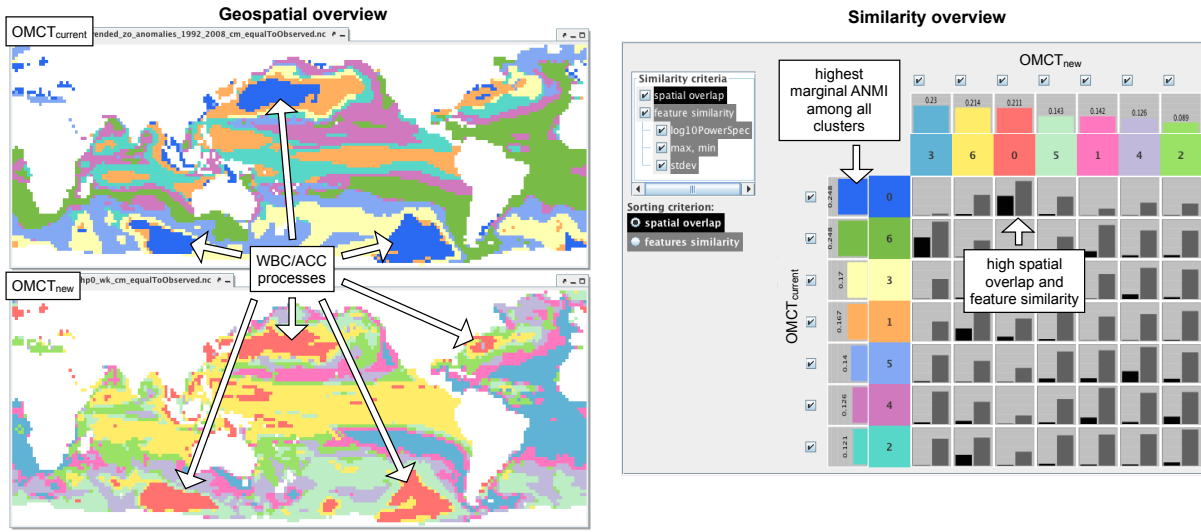 Geospatial overview
OMCTcurrent
rended_zo_anomalies_1992_2008_cm_equalToObserved.nc
WBC/ACC
processes
OMCTnew
hp0_wk_cm_equalToObserved.nc
Similarity overview
Similarity criteria
spatial overlap
feature similarity
log10PowerSpec
max, min
stdev
Sorting criterion:
spatial overlap
features similarity
highest
marginal ANMI
among all
clusters
OMCTnew
0.23
0.214
0.211
0.143
0.142
0.126
0.089
3
6
0
5
1
4
2
OMCTcurrent
0.248
0
0.248
6
0.17
3
0.167
1
0.14
5
0.126
4
0.121
2
high spatial
overlap and
feature similarity